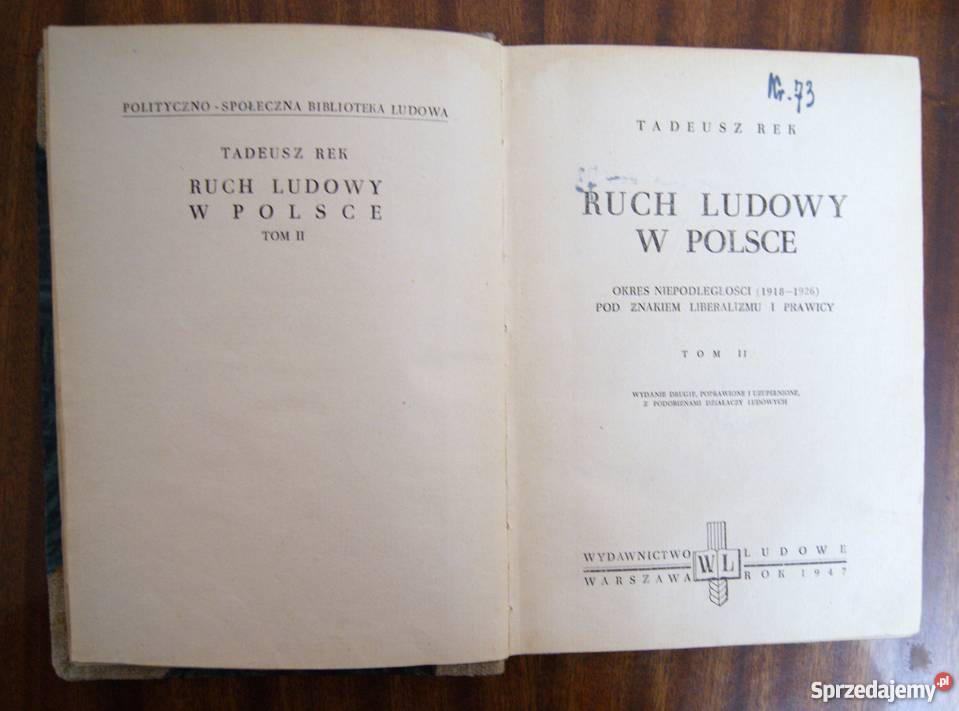 POLITYCZNO-SPOŁECZNA BIBLIOTEKA LUDOWA
TADEUSZ REK
RUCH LUDOWY
W POLSCE
TOM II
Nr. 73
TADEUSZ REK
RUCH LUDOWY
W POLSCE
OKRES NIEPODLEGŁOŚCI (1918—1926)
POD ZNAKIEM LIBERALIZMU I PRAWICY
TOM II
WYDANIE DRUGIE, POPRAWIONE I UZUPEŁNIONE,
Z PODOBIZNAMI DZIAŁACZY LUDOWYCH
WYDAWNICTWO LUDOWE
WL
WARSZAWA ROK 1947
Sprzedajemy.pl